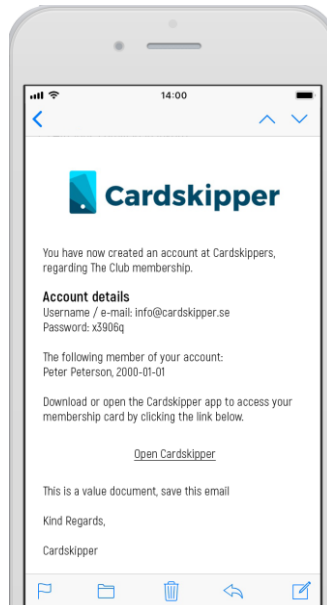 14:00
Cardskipper
You have now created an account at Cardskippers,
regarding The Club membership.
Account details
Username / e-mail: info@cardskipper.se
Password: x3906q
The following member of your account:
Peter Peterson, 2000-01-01
Download or open the Cardskipper app to access your
membership card by clicking the link below.
Open Cardskipper
This is a value document, save this email
Kind Regards,
Cardskipper